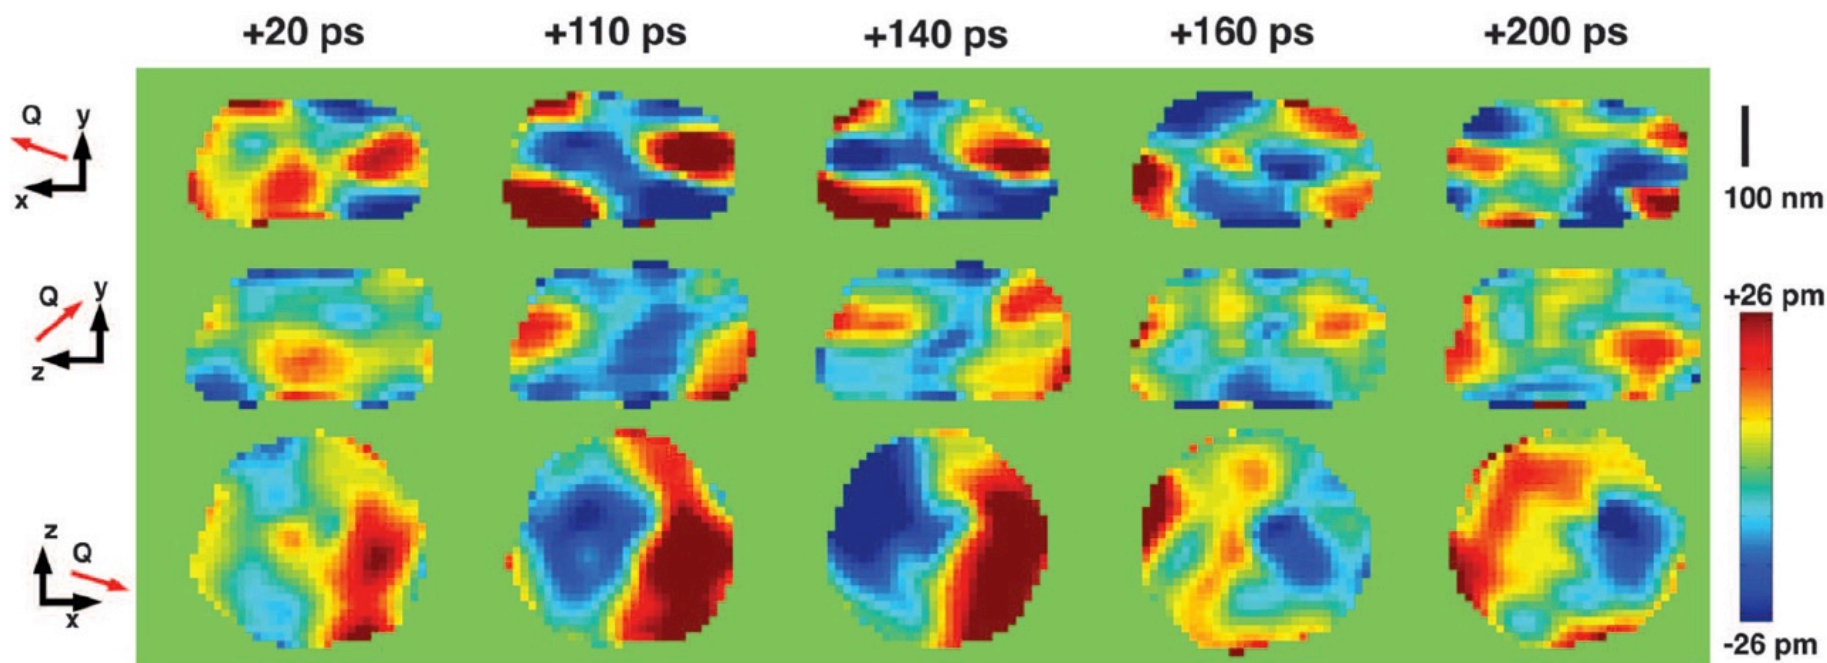 +20 ps +110 ps +140 ps +160 ps +200 ps
Q y
x
100 nm
Q y
z
+26 pm
z
Q
x
-26 pm